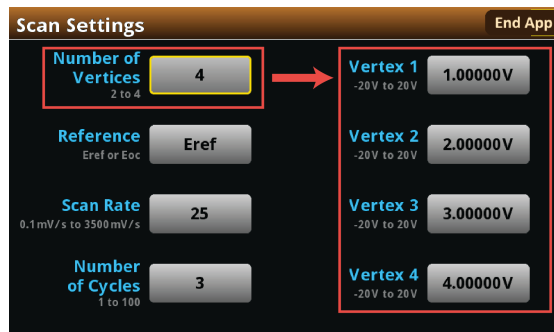 Scan Settings
End App
Number of
Vertices
2 to 4
4
Vertex 1
-20V to 20V
1.00000V
Reference
Eref or Eoc
Eref
Vertex 2
-20V to 20V
2.00000V
Scan Rate
0.1mV/s to 3500mV/s
25
Vertex 3
-20V to 20V
3.00000V
Number
of Cycles
1 to 100
3
Vertex 4
-20V to 20V
4.00000V